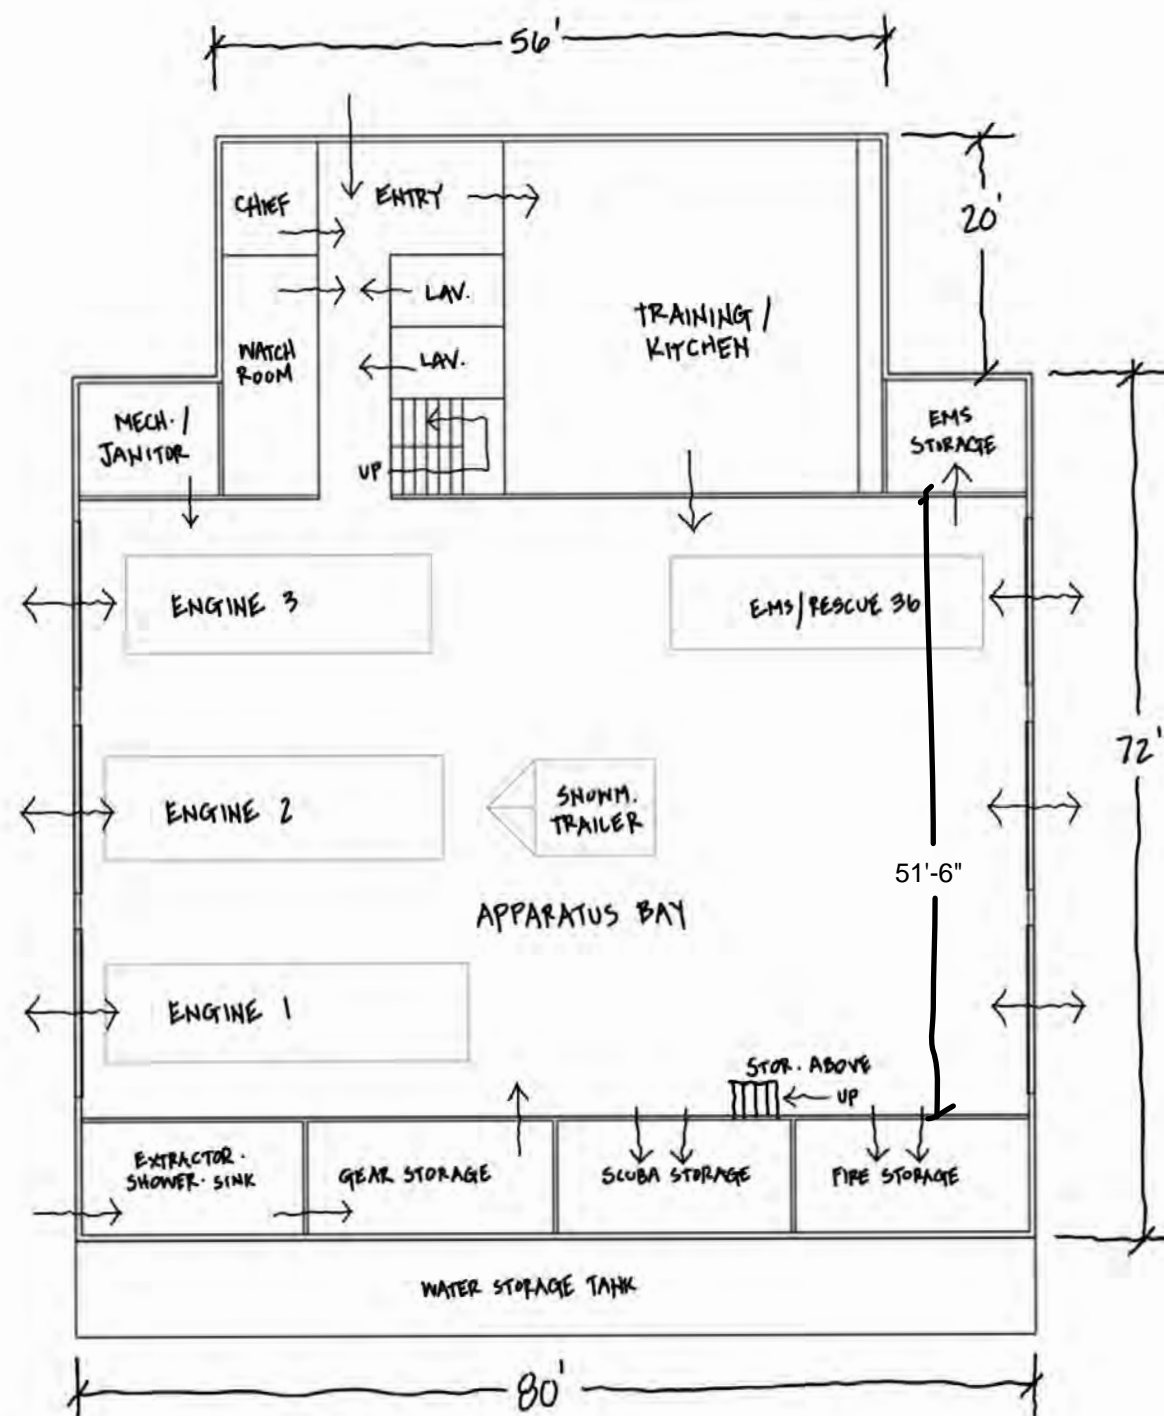 56'
20'
CHIEF
ENTRY
LAV.
TRAINING /
KITCHEN
WATCH
ROOM
LAV.
MECH. /
JANITOR
EMS
STORAGE
UP
ENGINE 3
EMS/RESCUE 36
72'
ENGINE 2
SNOWM.
TRAILER
51'-6"
APPARATUS BAY
ENGINE 1
STOR. ABOVE
UP
EXTRACTOR.
SHOWER. SINK
GEAR STORAGE
SCUBA STORAGE
FIRE STORAGE
WATER STORAGE TANK
80'